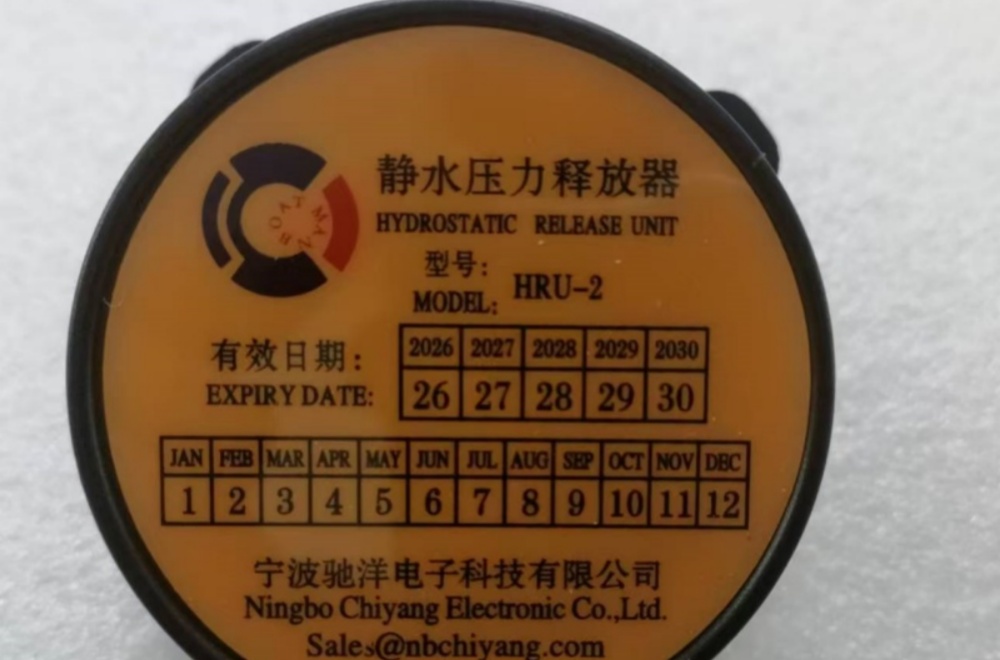 BOAT MAN
静水压力释放器
HYDROSTATIC RELEASE UNIT
型号:
MODEL: HRU-2
有效日期:
EXPIRY DATE:
2026 2027 2028 2029 2030
26 27 28 29 30
JAN FEB MAR APR MAY JUN JUL AUG SEP OCT NOV DEC
1 2 3 4 5 6 7 8 9 10 11 12
宁波驰洋电子科技有限公司
Ningbo Chiyang Electronic Co.,Ltd.
Sales@nbchiyang.com